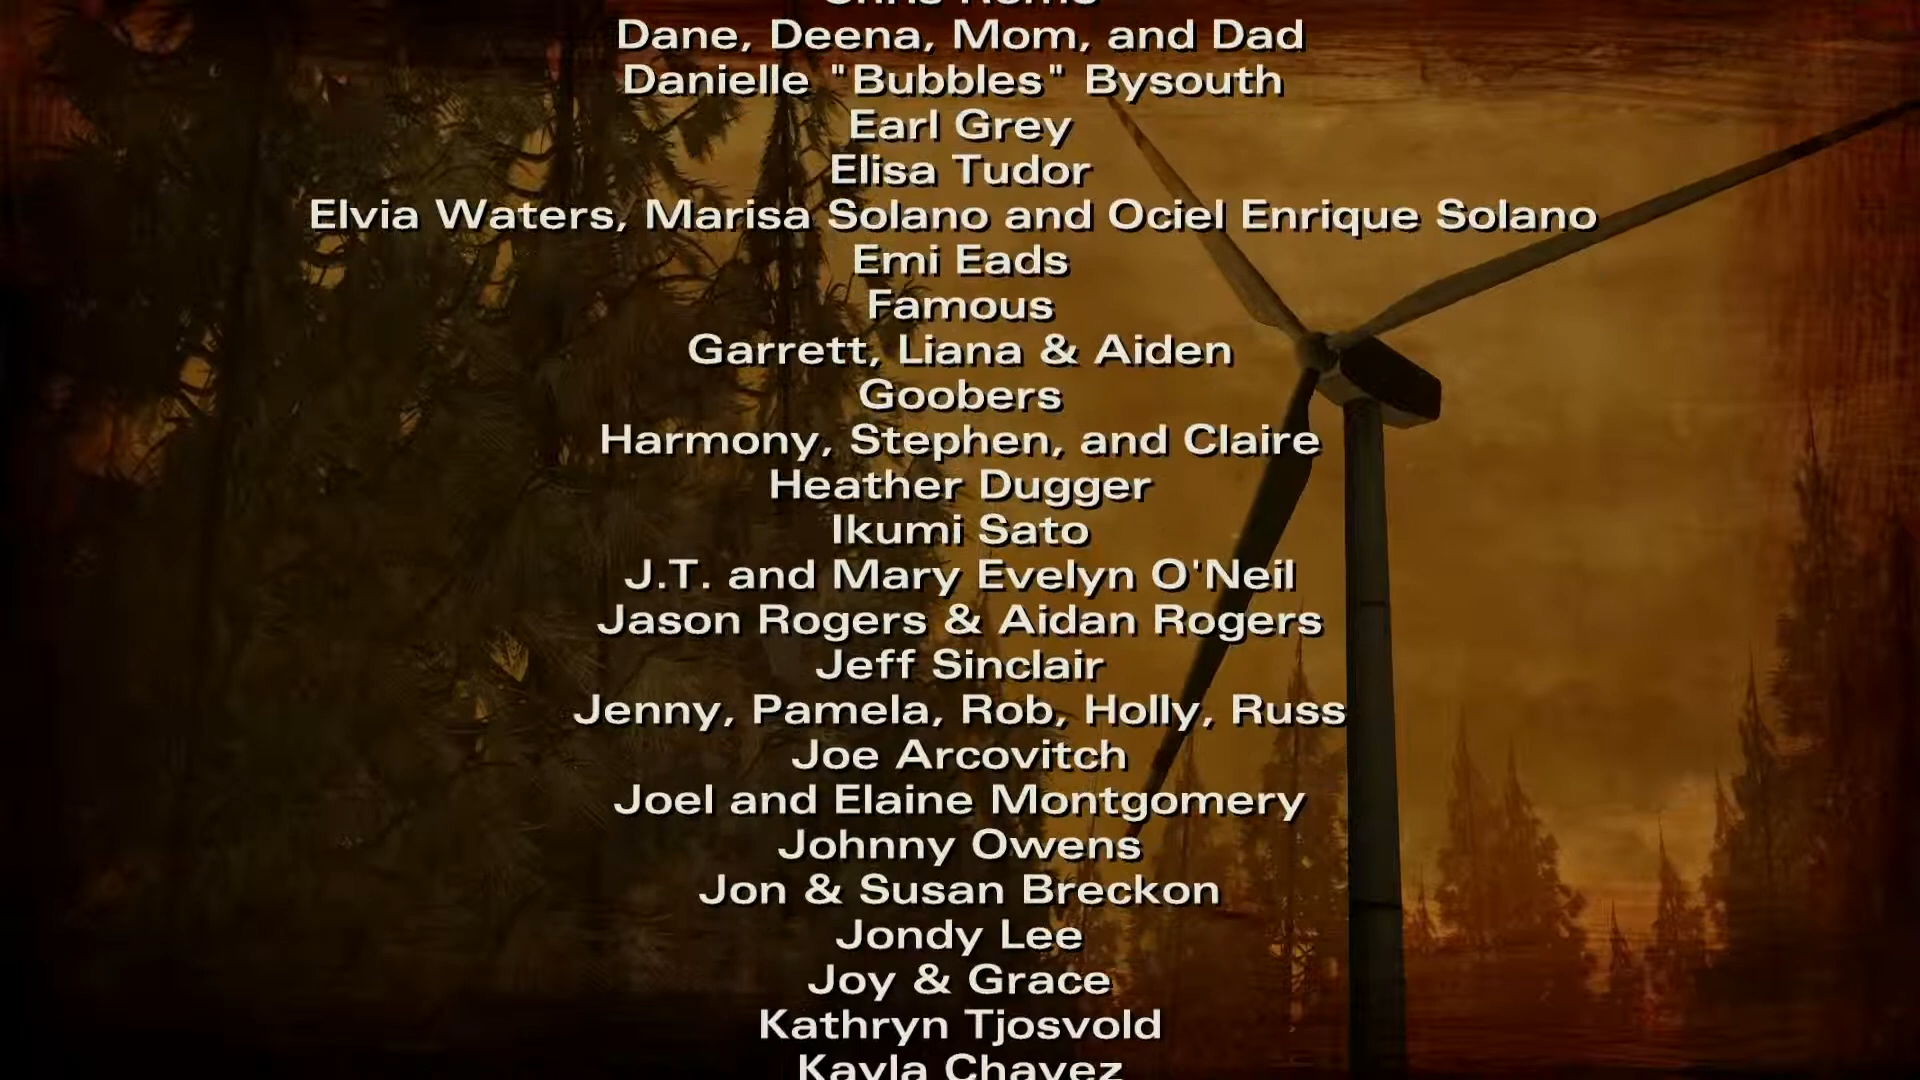 Dane, Deena, Mom, and Dad
Danielle "Bubbles" Bysouth
Earl Grey
Elisa Tudor
Elvia Waters, Marisa Solano and Ociel Enrique Solano
Emi Eads
Famous
Garrett, Liana & Aiden
Goobers
Harmony, Stephen, and Claire
Heather Dugger
Ikumi Sato
J.T. and Mary Evelyn O'Neil
Jason Rogers & Aidan Rogers
Jeff Sinclair
Jenny, Pamela, Rob, Holly, Russ
Joe Arcovitch
Joel and Elaine Montgomery
Johnny Owens
Jon & Susan Breckon
Jondy Lee
Joy & Grace
Kathryn Tjosvold
Kayla Chavez